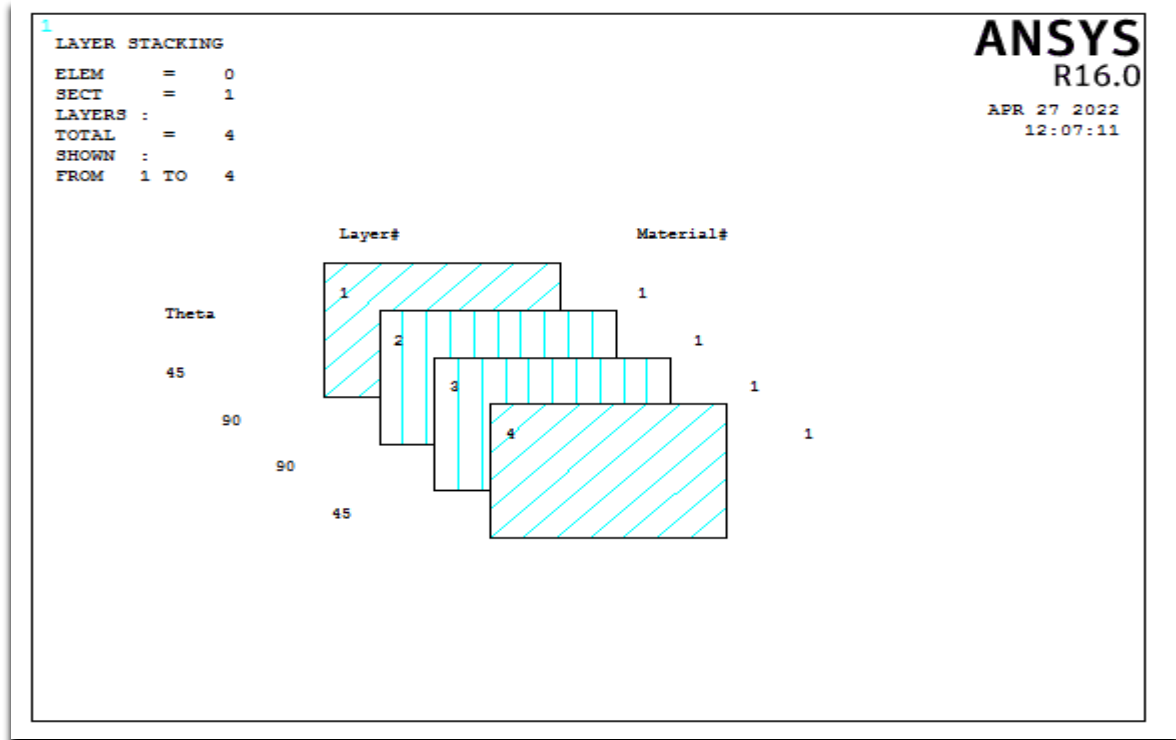 1
LAYER STACKING
ELEM = 0
SECT = 1
LAYERS :
TOTAL = 4
SHOWN :
FROM 1 TO 4
ANSYS
R16.0
APR 27 2022
12:07:11
Layer# Material#
1 1
Theta
2 1
45
3 1
90
4 1
90
45